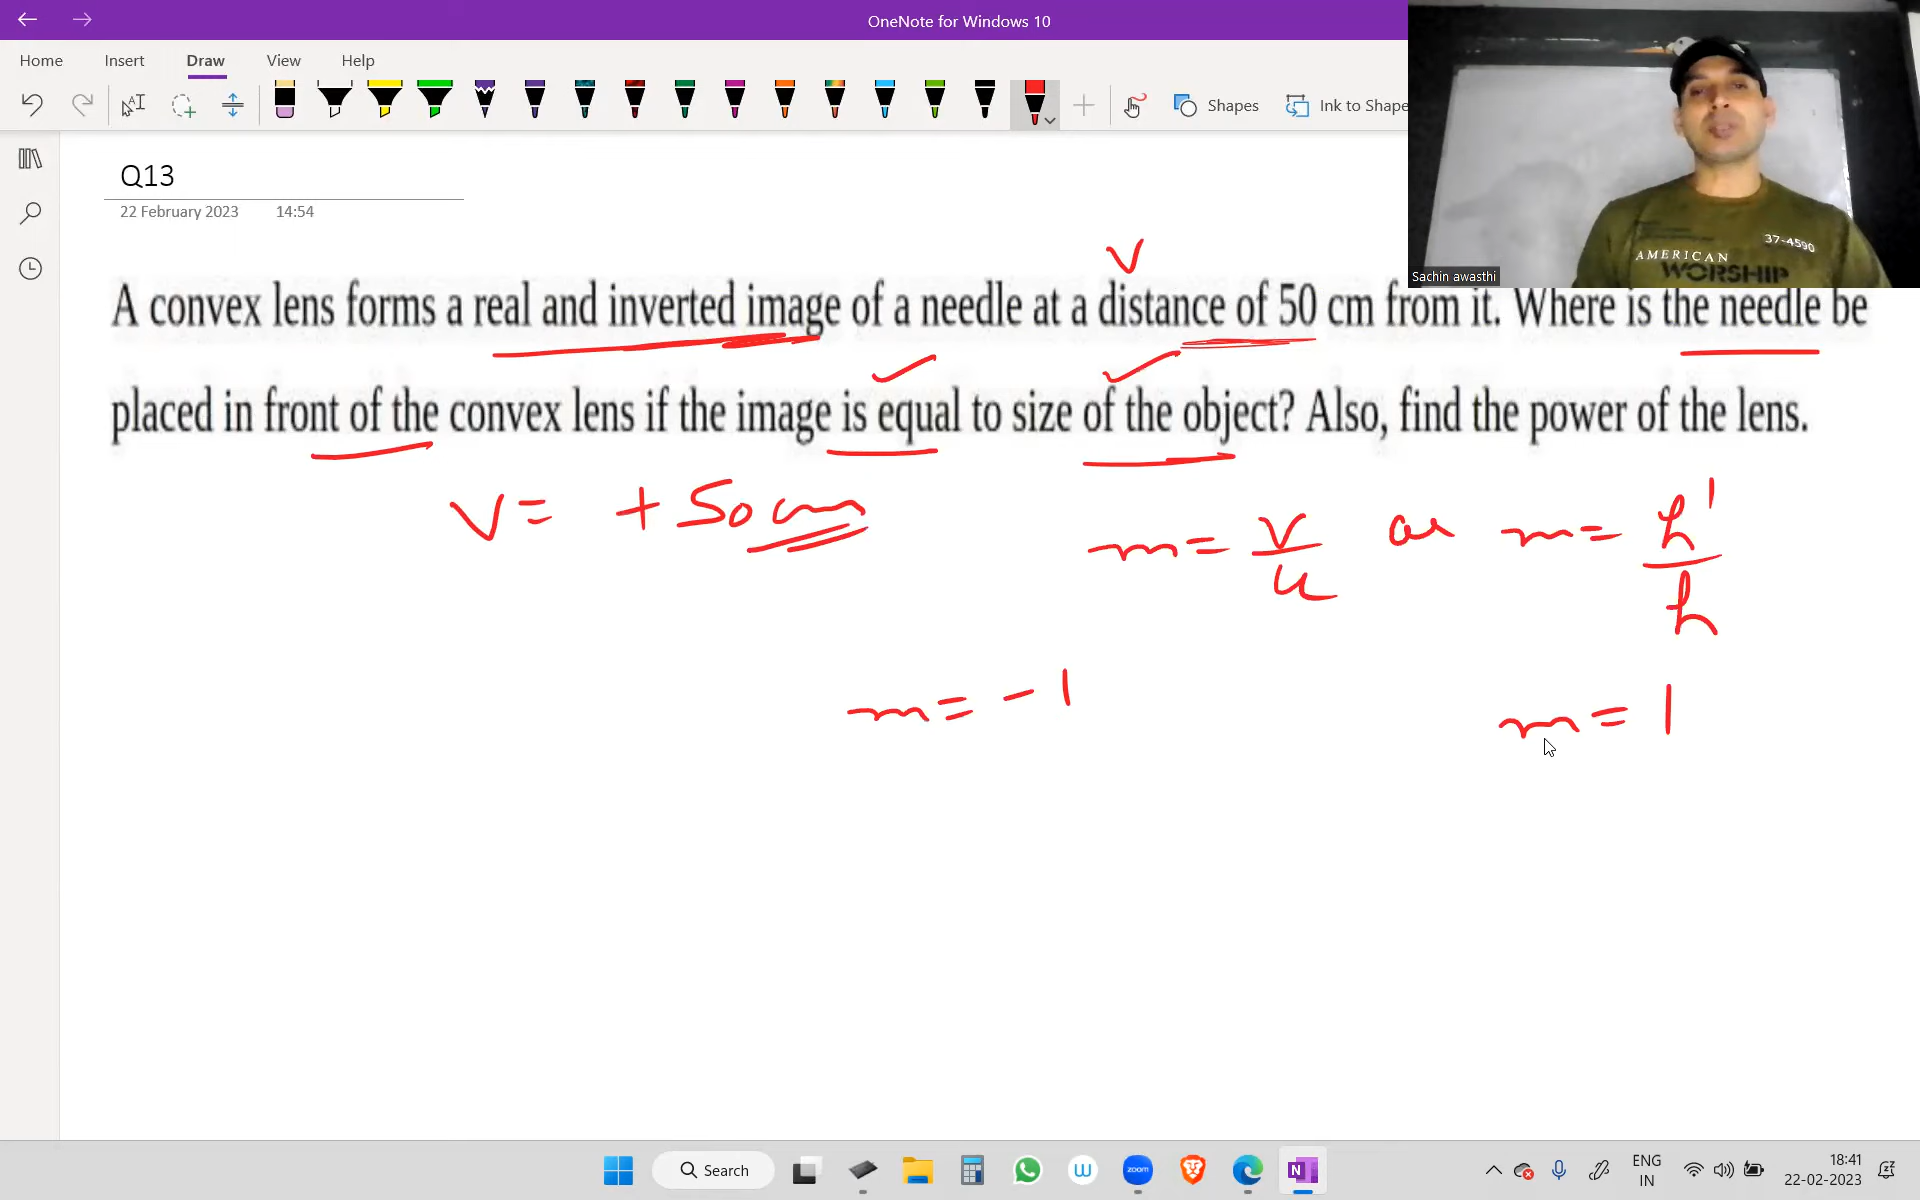 OneNote for Windows 10
Home Insert Draw View Help
Shapes Ink to Shape
Q13
22 February 2023 14:54
37-4590
AMERICAN
WORSHIP
Sachin awasthi
V
A convex lens forms a real and inverted image of a needle at a distance of 50 cm from it. Where is the needle be
placed in front of the convex lens if the image is equal to size of the object? Also, find the power of the lens.
V = + 50 cm
m = v/u or m = h'/h
m = - 1
m = 1
Search
zoom
ENG
IN
18:41
22-02-2023